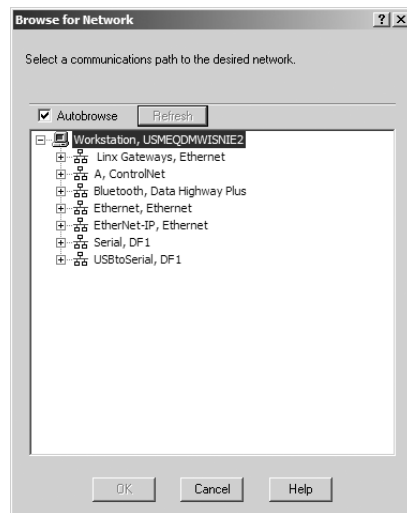 Browse for Network
Select a communications path to the desired network.
Autobrowse Refresh
Workstation, USMEQDMWISNIE2
Linx Gateways, Ethernet
A, ControlNet
Bluetooth, Data Highway Plus
Ethernet, Ethernet
EtherNet-IP, Ethernet
Serial, DF1
USBtoSerial, DF1
OK Cancel Help